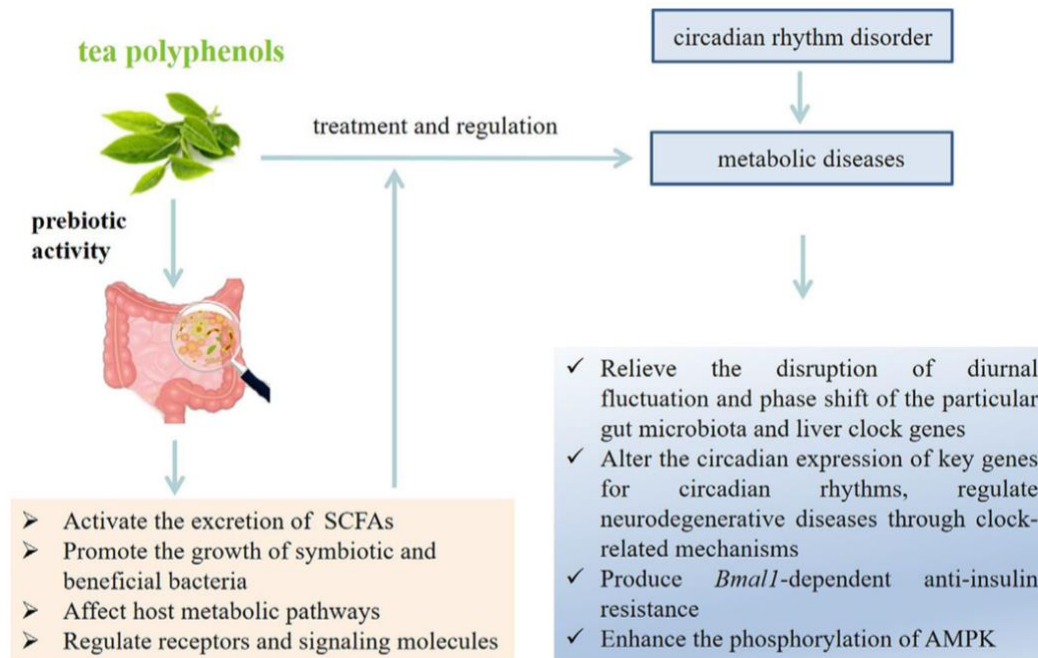 tea polyphenols
circadian rhythm disorder
treatment and regulation
metabolic diseases
prebiotic
activity
➢ Activate the excretion of SCFAs
➢ Promote the growth of symbiotic and
beneficial bacteria
➢ Affect host metabolic pathways
➢ Regulate receptors and signaling molecules
✓ Relieve the disruption of diurnal
fluctuation and phase shift of the particular
gut microbiota and liver clock genes
✓ Alter the circadian expression of key genes
for circadian rhythms, regulate
neurodegenerative diseases through clock-
related mechanisms
✓ Produce Bmal1-dependent anti-insulin
resistance
✓ Enhance the phosphorylation of AMPK